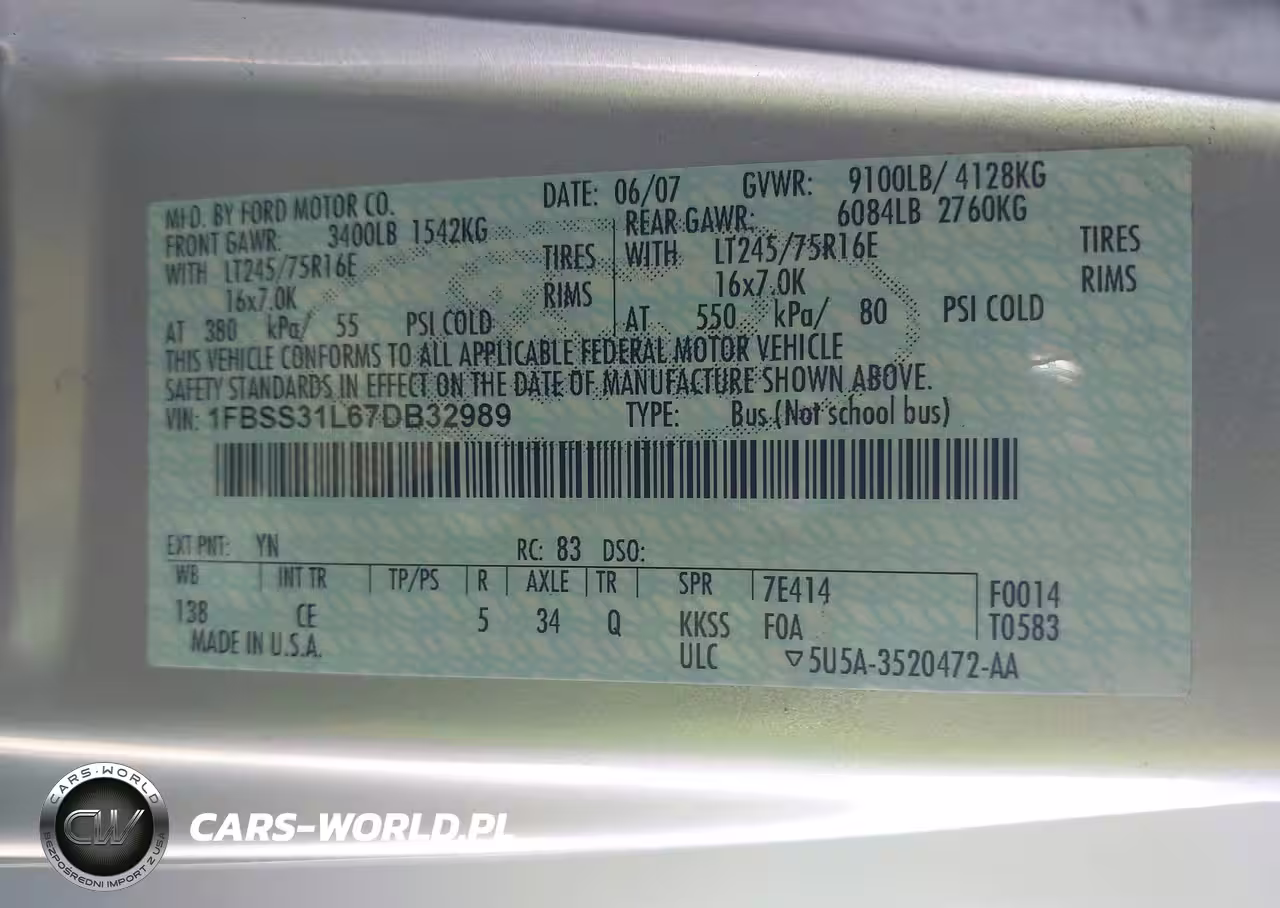 MFD. BY FORD MOTOR CO. DATE: 06/07 GVWR: 9100LB/ 4128KG
FRONT GAWR: 3400LB 1542KG REAR GAWR: 6084LB 2760KG
WITH LT245/75R16E TIRES WITH LT245/75R16E TIRES
16x7.0K RIMS 16x7.0K RIMS
AT 380 kPa/ 55 PSI COLD AT 550 kPa/ 80 PSI COLD
THIS VEHICLE CONFORMS TO ALL APPLICABLE FEDERAL MOTOR VEHICLE
SAFETY STANDARDS IN EFFECT ON THE DATE OF MANUFACTURE SHOWN ABOVE.
VIN: 1FBSS31L67DB32989 TYPE: Bus (Not school bus)
EXT PNT: YN RC: 83 DSO:
WB INT TR TP/PS R AXLE TR SPR 7E414 F0014
138 CE 5 34 Q KKSS F0A T0583
MADE IN U.S.A. ULC ▽5U5A-3520472-AA
CARS-WORLD
CW
BEZPOŚREDNI IMPORT Z USA
CARS-WORLD.PL